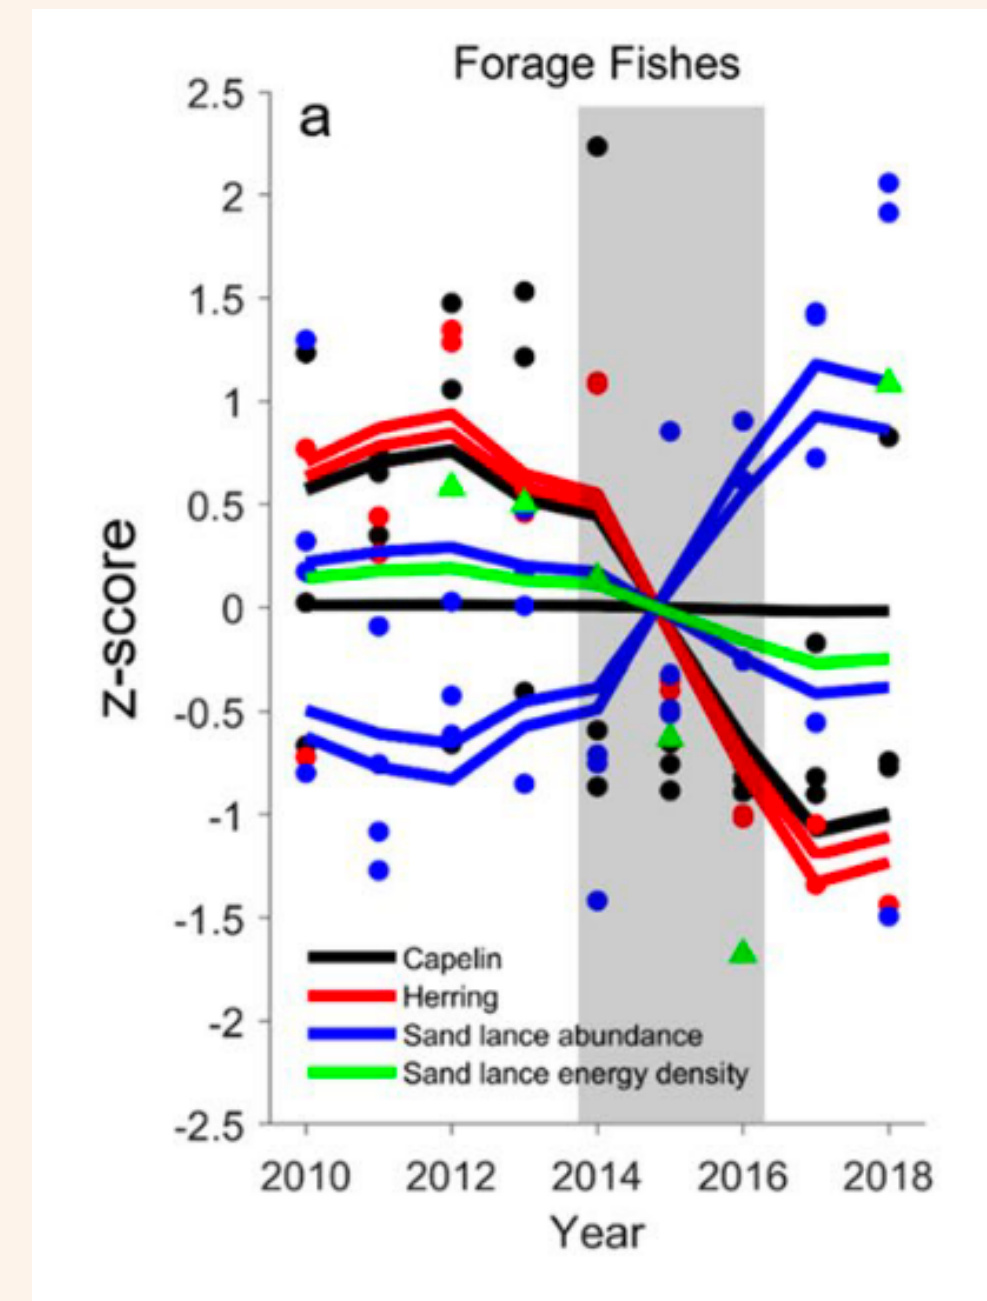 Forage Fishes
a
2.5
2
1.5
1
0.5
0
-0.5
-1
-1.5
-2
-2.5
z-score
Capelin
Herring
Sand lance abundance
Sand lance energy density
2010 2012 2014 2016 2018
Year